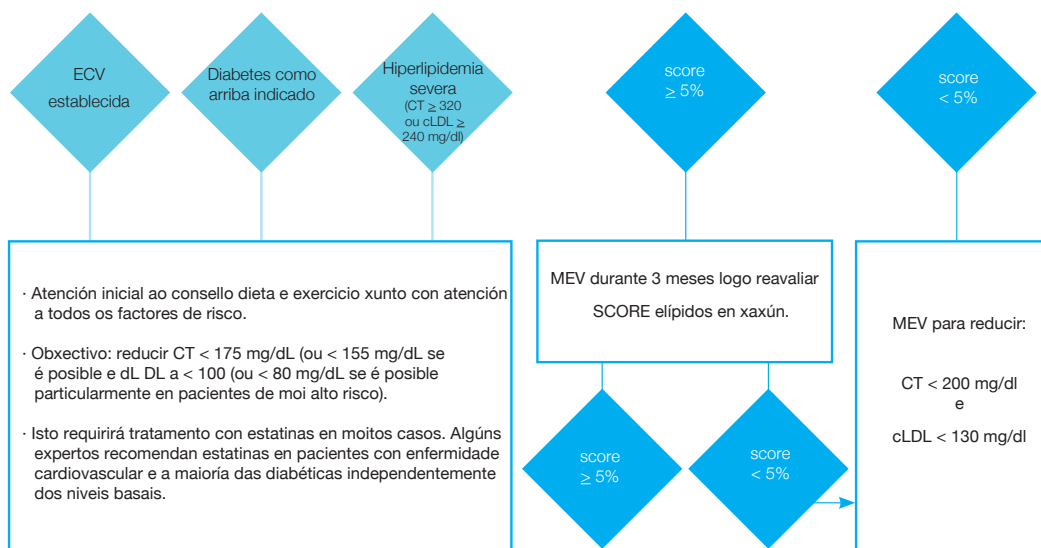 ECV
establecida
Diabetes como
arriba indicado
Hiperlipidemia
severa
(CT ≥ 320
ou cLDL ≥
240 mg/dl)
score
≥ 5%
score
< 5%
· Atención inicial ao consello dieta e exercicio xunto con atención
a todos os factores de risco.
· Obxectivo: reducir CT < 175 mg/dL (ou < 155 mg/dL se
é posible e dL DL a < 100 (ou < 80 mg/dL se é posible
particularmente en pacientes de moi alto risco).
· Isto requirirá tratamento con estatinas en moitos casos. Algúns
expertos recomendan estatinas en pacientes con enfermidade
cardiovascular e a maioría das diabéticas independentemente
dos niveis basais.
MEV durante 3 meses logo reavaliar
SCORE elípidos en xaxún.
score
≥ 5%
score
< 5%
MEV para reducir:
CT < 200 mg/dl
e
cLDL < 130 mg/dl